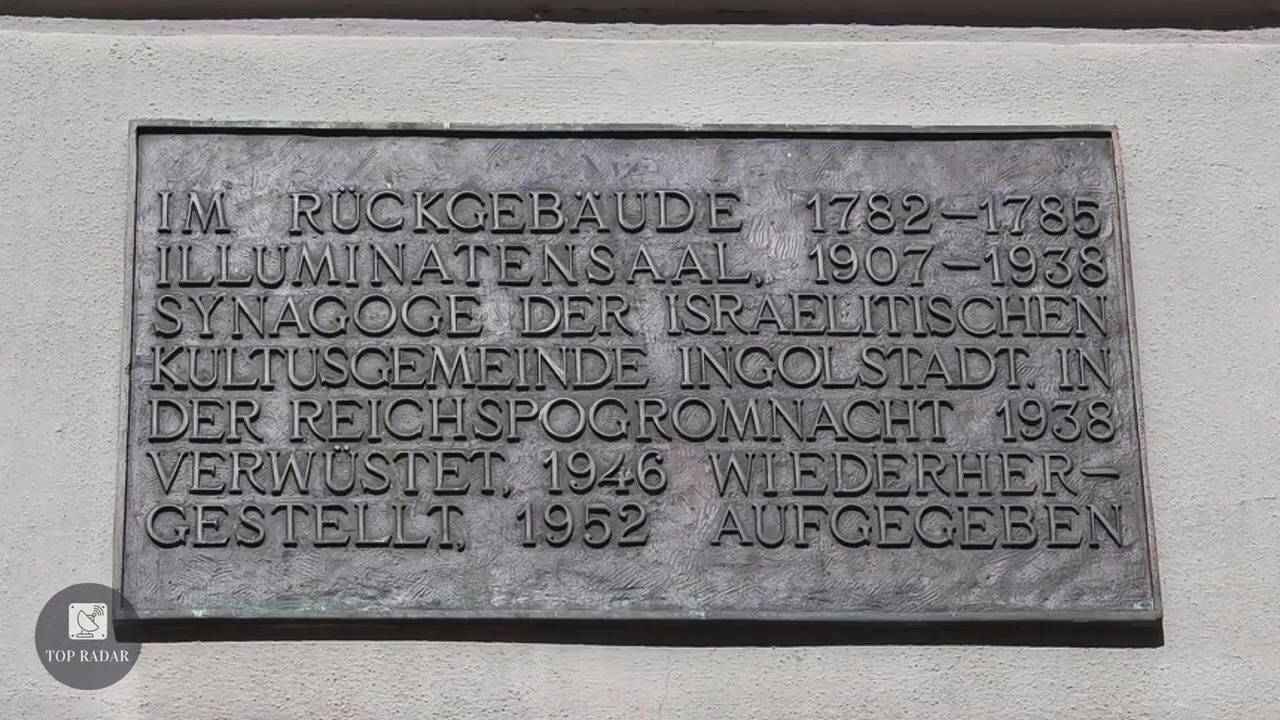 IM RÜCKGEBÄUDE 1782–1785
ILLUMINATENSAAL, 1907–1938
SYNAGOGE DER ISRAELITISCHEN
KULTUSGEMEINDE INGOLSTADT. IN
DER REICHSPOGROMNACHT 1938
VERWÜSTET, 1946 WIEDERHER-
GESTELLT, 1952 AUFGEGEBEN
TOP RADAR